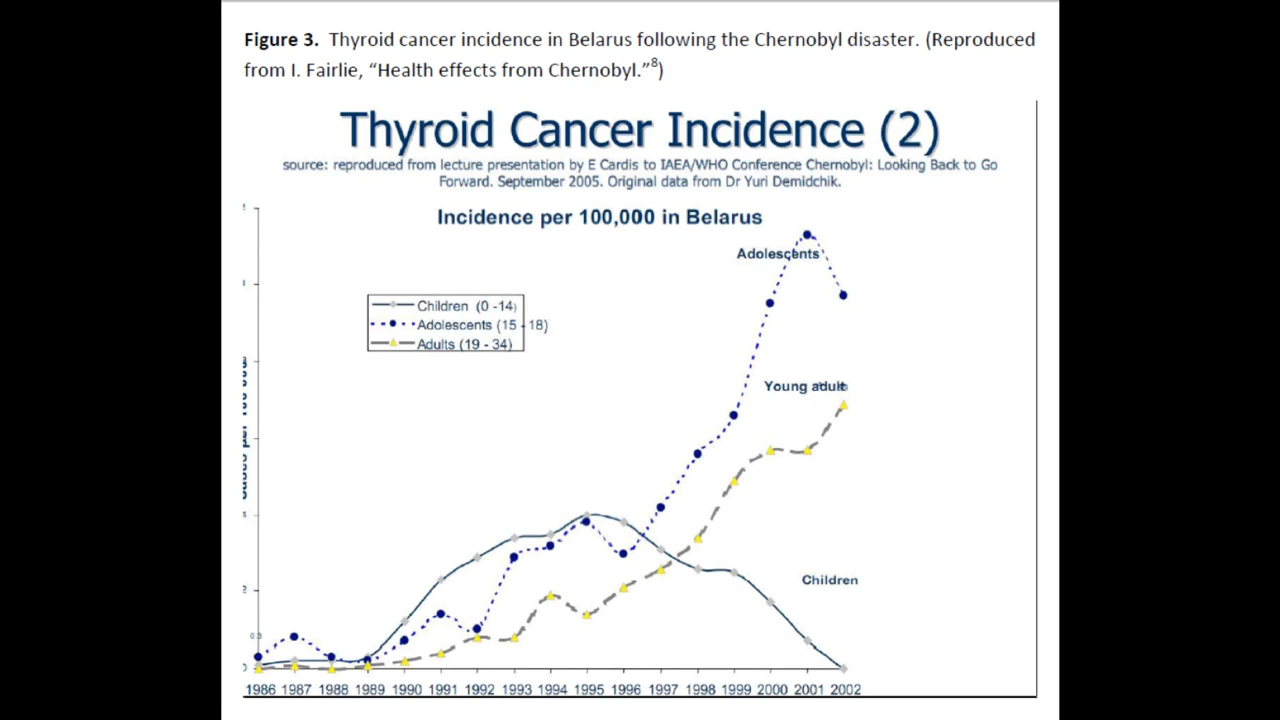 Figure 3. Thyroid cancer incidence in Belarus following the Chernobyl disaster. (Reproduced
from I. Fairlie, “Health effects from Chernobyl.”8)
Thyroid Cancer Incidence (2)
source: reproduced from lecture presentation by E Cardis to IAEA/WHO Conference Chernobyl: Looking Back to Go
Forward. September 2005. Original data from Dr Yuri Demidchik.
Incidence per 100,000 in Belarus
Adolescents
Children (0 -14)
Adolescents (15 - 18)
Adults (19 - 34)
Young adult
Children
2
1986 1987 1988 1989 1990 1991 1992 1993 1994 1995 1996 1997 1998 1999 2000 2001 2002